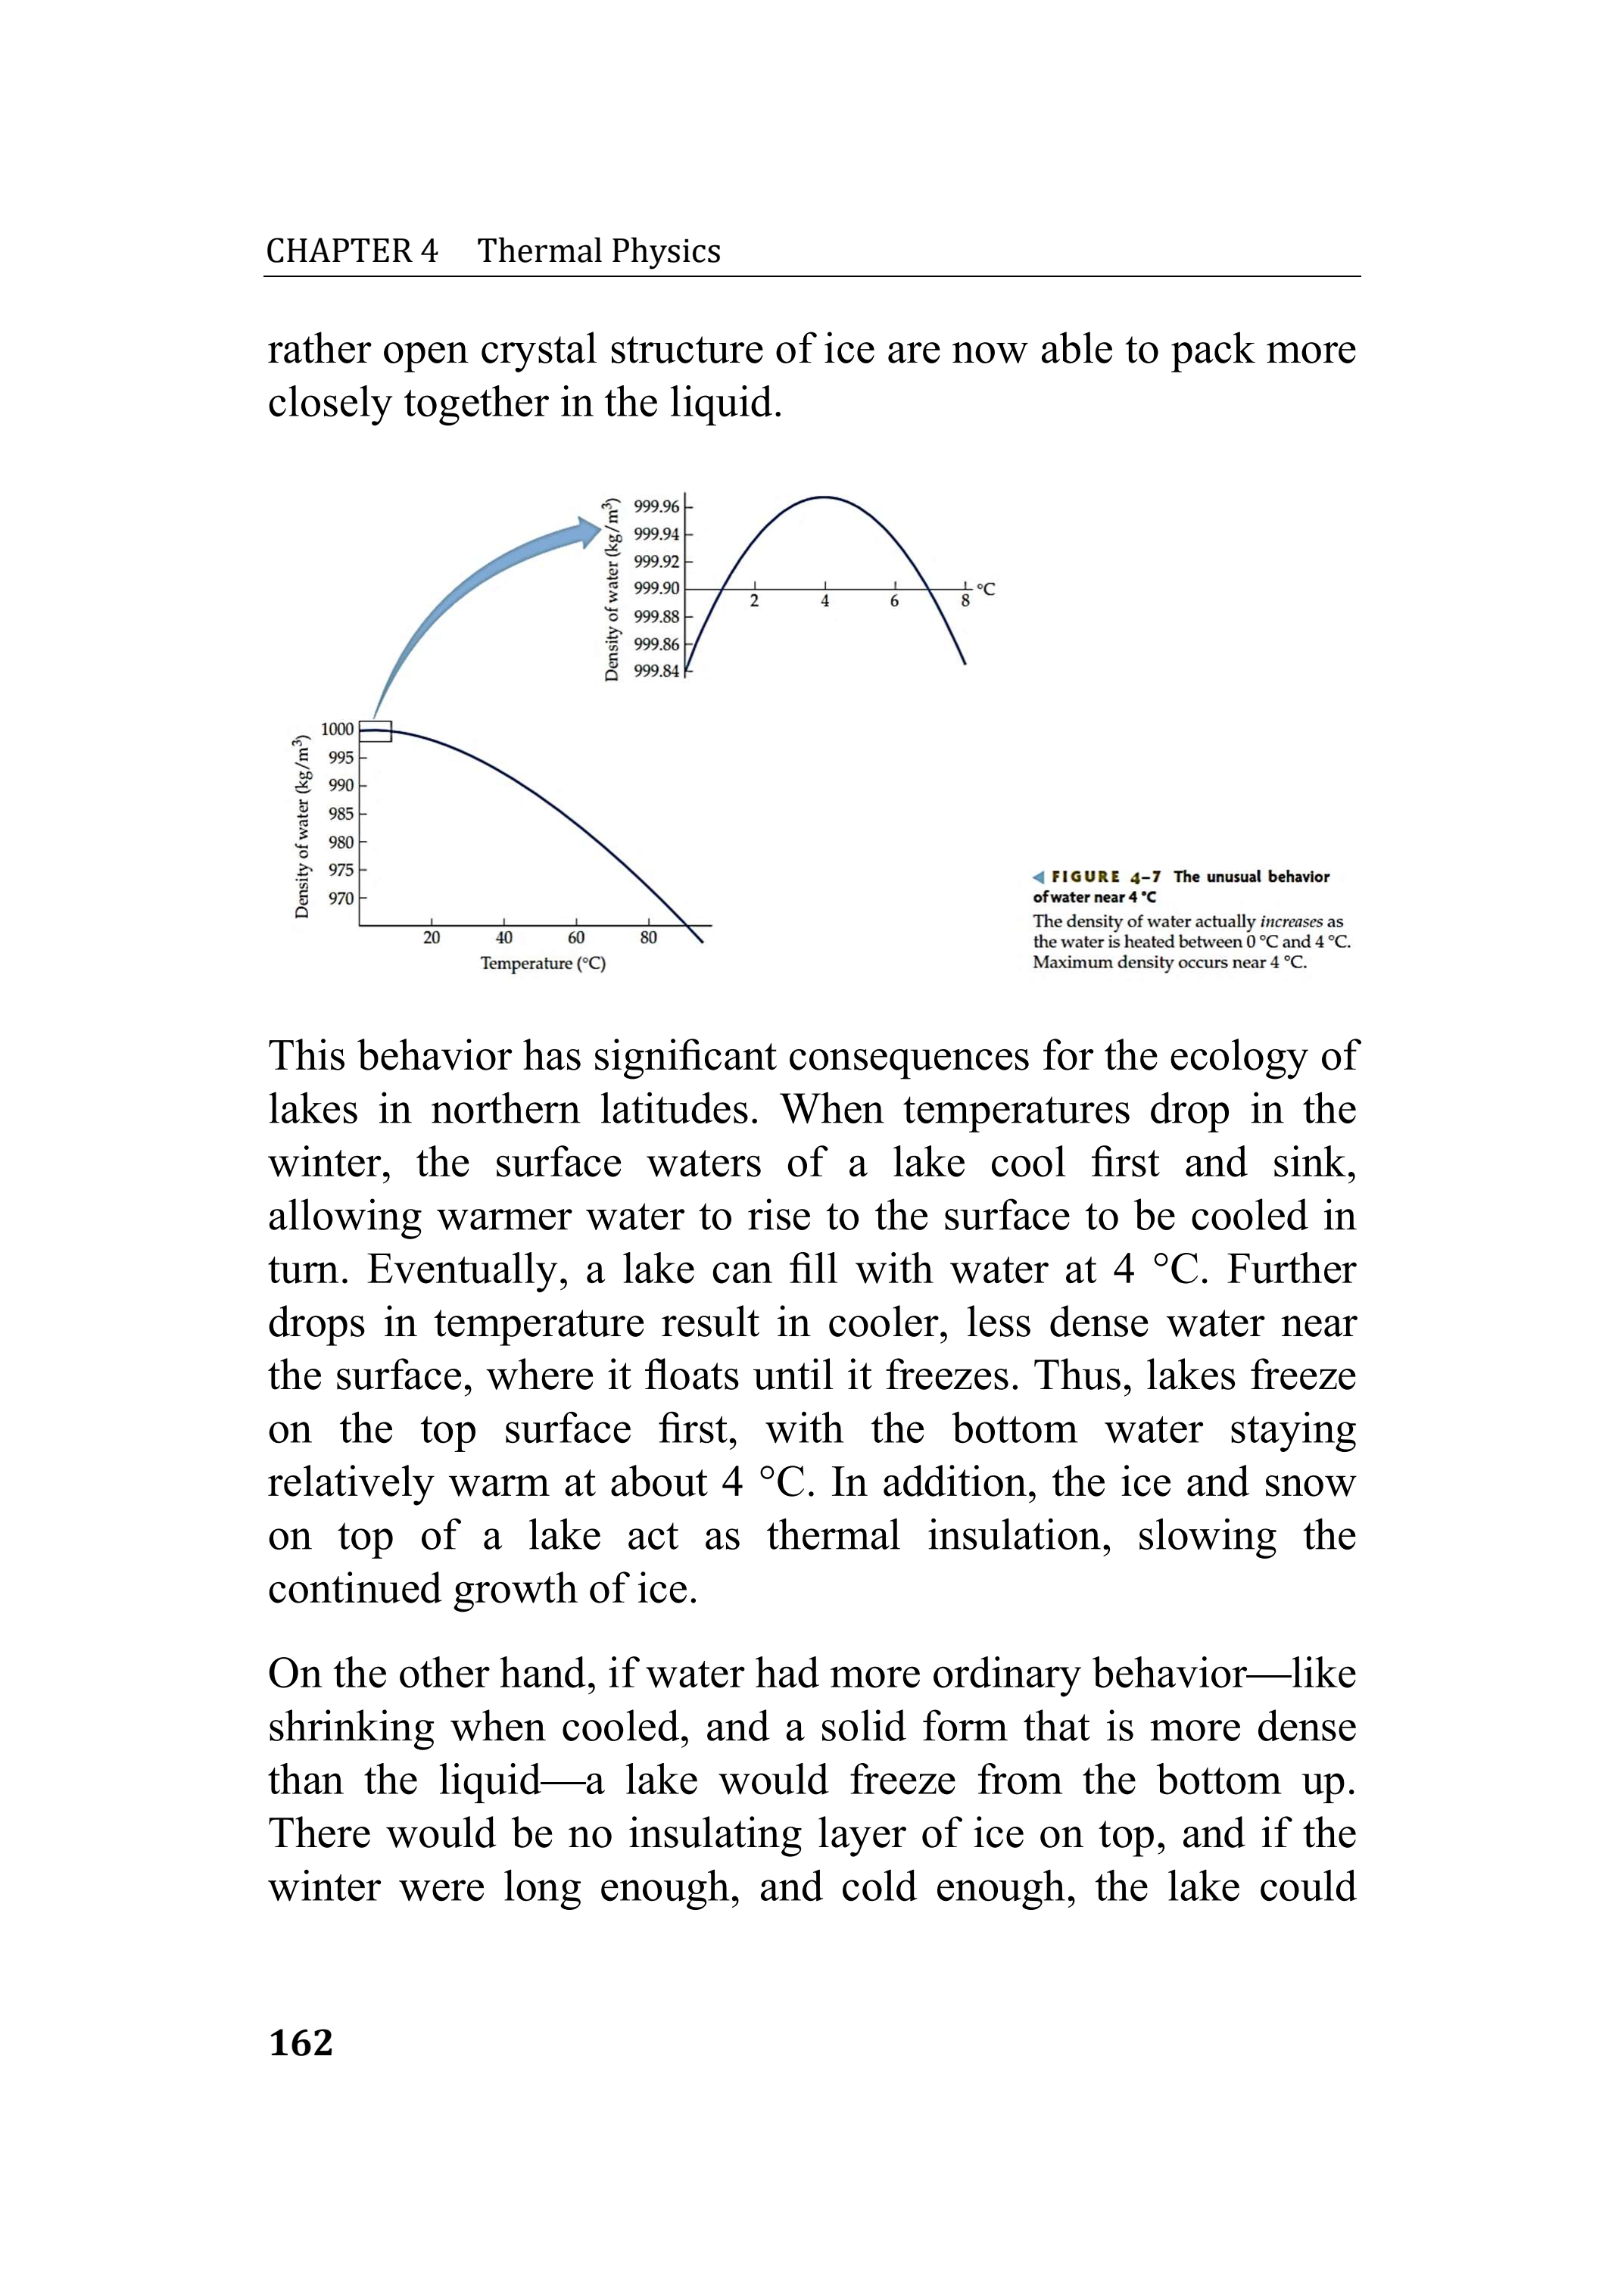 CHAPTER 4 Thermal Physics
rather open crystal structure of ice are now able to pack more
closely together in the liquid.
Density of water (kg/m³)
999.96
999.94
999.92
999.90
999.88
999.86
999.84
2 4 6 8 °C
Density of water (kg/m³)
1000
995
990
985
980
975
970
20 40 60 80
Temperature (°C)
◀ FIGURE 4–7 The unusual behavior
of water near 4 °C
The density of water actually increases as
the water is heated between 0 °C and 4 °C.
Maximum density occurs near 4 °C.
This behavior has significant consequences for the ecology of
lakes in northern latitudes. When temperatures drop in the
winter, the surface waters of a lake cool first and sink,
allowing warmer water to rise to the surface to be cooled in
turn. Eventually, a lake can fill with water at 4 °C. Further
drops in temperature result in cooler, less dense water near
the surface, where it floats until it freezes. Thus, lakes freeze
on the top surface first, with the bottom water staying
relatively warm at about 4 °C. In addition, the ice and snow
on top of a lake act as thermal insulation, slowing the
continued growth of ice.
On the other hand, if water had more ordinary behavior—like
shrinking when cooled, and a solid form that is more dense
than the liquid—a lake would freeze from the bottom up.
There would be no insulating layer of ice on top, and if the
winter were long enough, and cold enough, the lake could
162